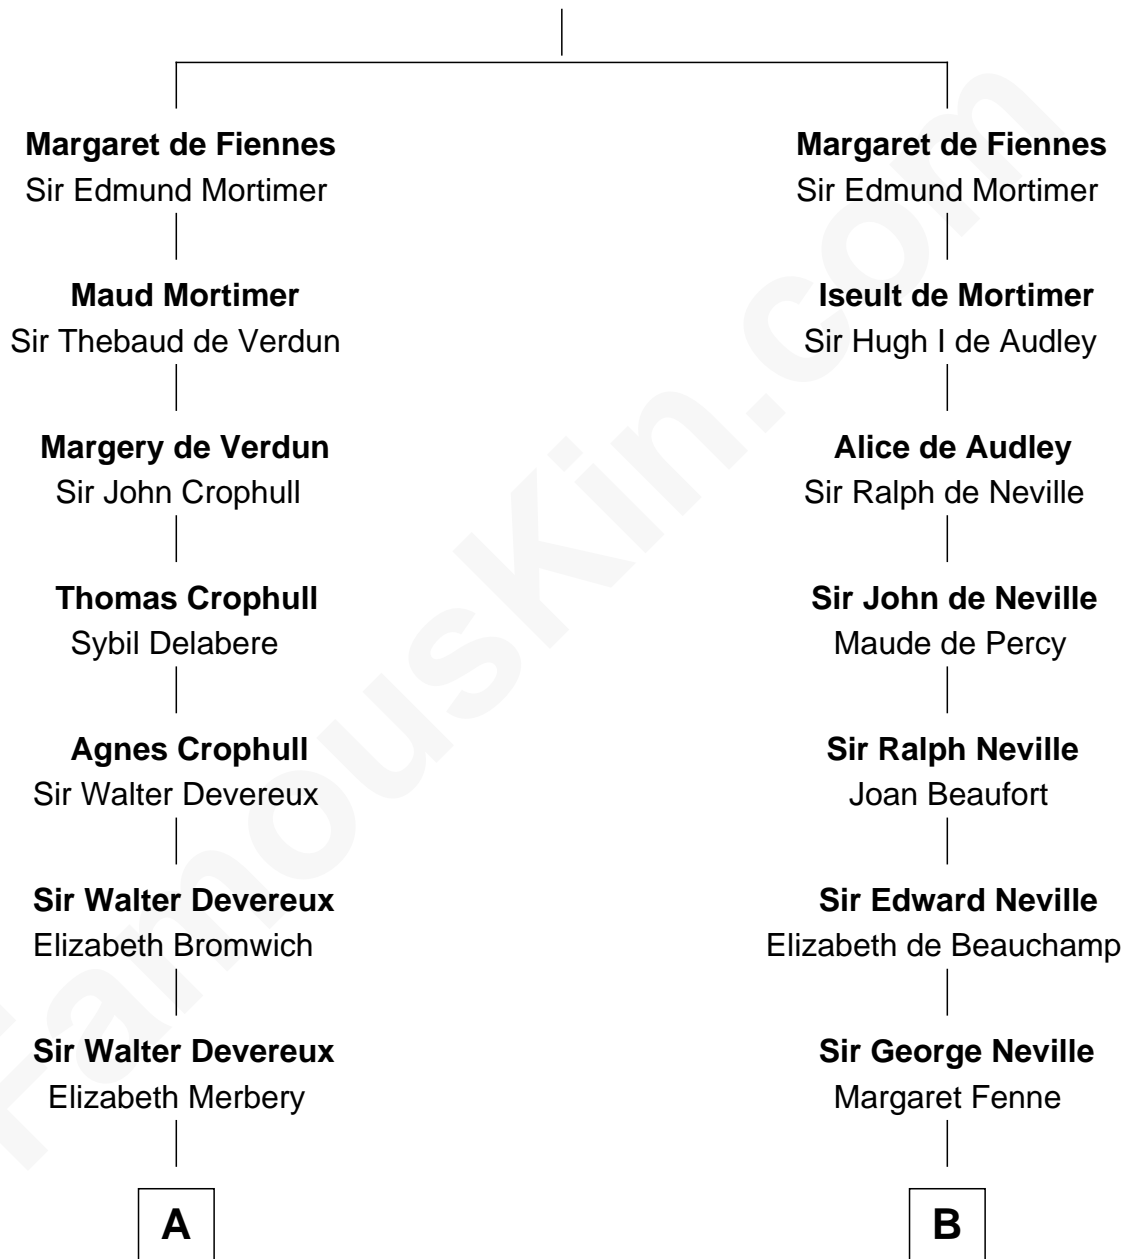 Margaret de Fiennes
Sir Edmund Mortimer
Maud Mortimer
Sir Thebaud de Verdun
Margery de Verdun
Sir John Crophull
Thomas Crophull
Sybil Delabere
Agnes Crophull
Sir Walter Devereux
Sir Walter Devereux
Elizabeth Bromwich
Sir Walter Devereux
Elizabeth Merbery
A
Margaret de Fiennes
Sir Edmund Mortimer
Iseult de Mortimer
Sir Hugh I de Audley
Alice de Audley
Sir Ralph de Neville
Sir John de Neville
Maude de Percy
Sir Ralph Neville
Joan Beaufort
Sir Edward Neville
Elizabeth de Beauchamp
Sir George Neville
Margaret Fenne
B
FamousKin.com